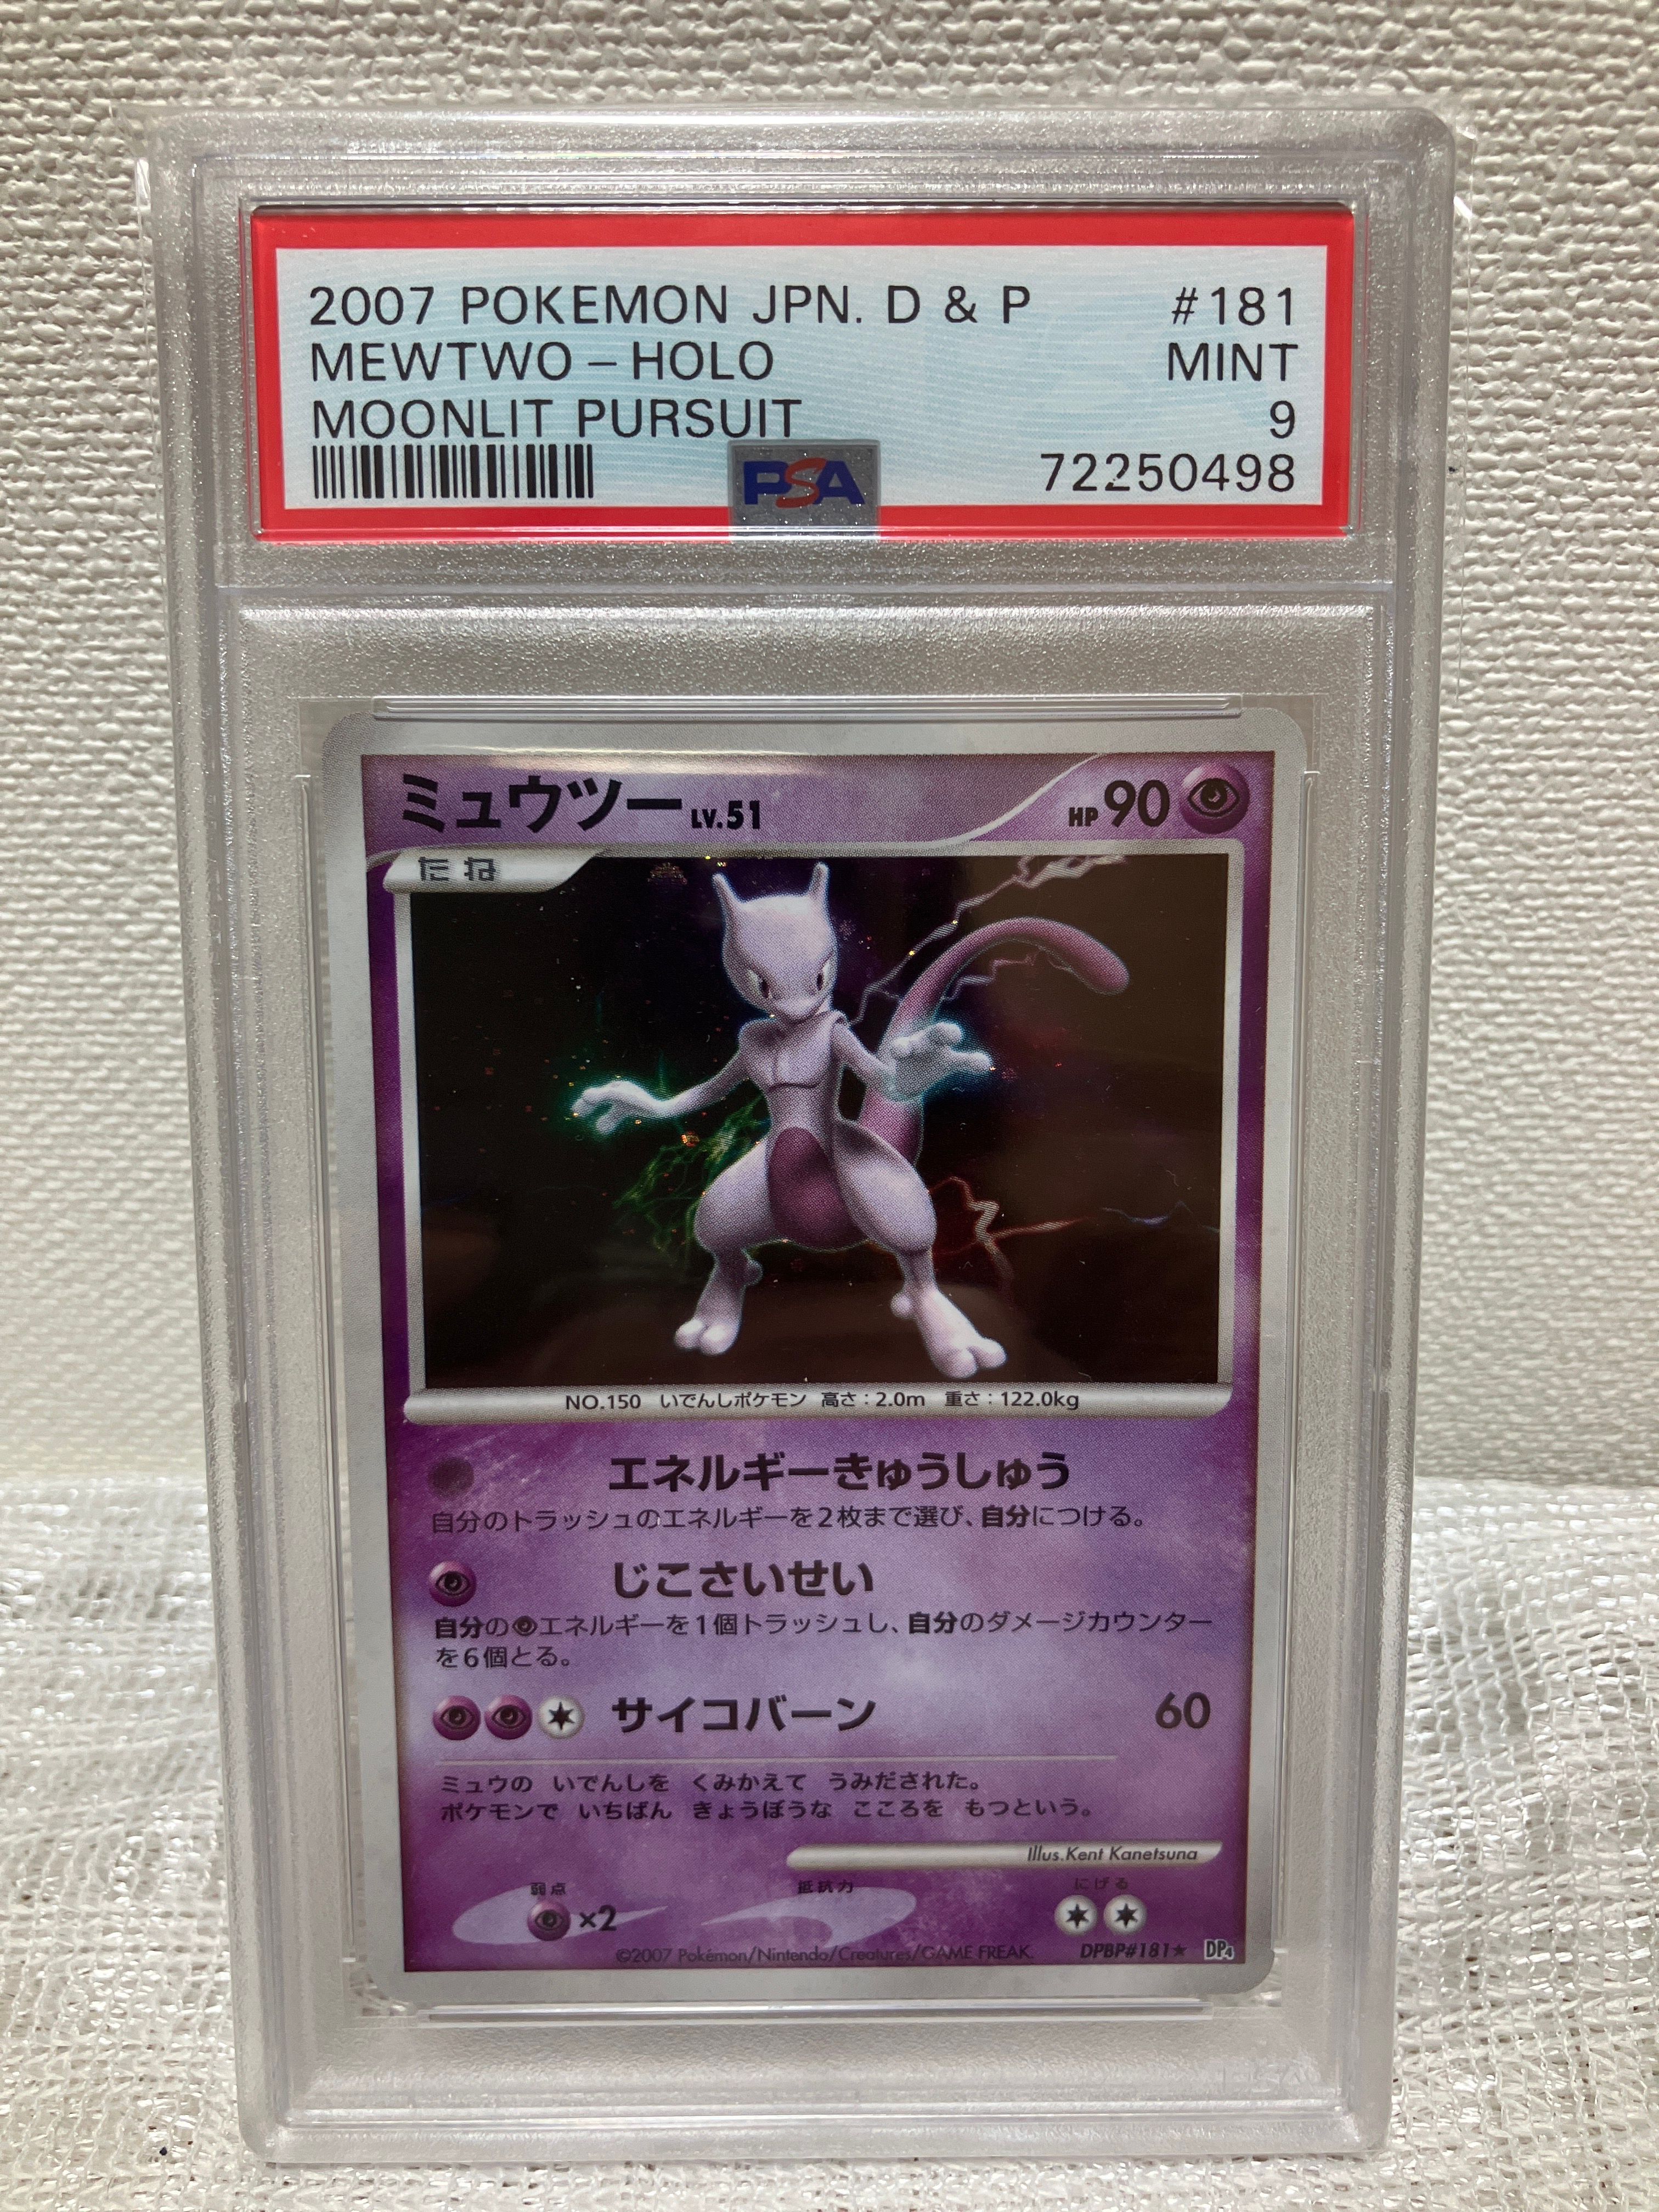 2007 POKEMON JPN. D & P #181
MEWTWO – HOLO MINT
MOONLIT PURSUIT 9
PSA 72250498
ミュウツー LV.51 HP 90
たね
NO.150 いでんしポケモン 高さ：2.0m 重さ：122.0kg
エネルギーきゅうしゅう
自分のトラッシュのエネルギーを2枚まで選び、自分につける。
じこさいせい
自分のエネルギーを1個トラッシュし、自分のダメージカウンター
を6個とる。
サイコバーン 60
ミュウの いでんしを くみかえて うみだされた。
ポケモンで いちばん きょうぼうな こころを もつという。
Illus.Kent Kanetsuna
弱点 抵抗力 にげる
×2
©2007 Pokémon/Nintendo/Creatures/GAME FREAK. DPBP#181★ DP4